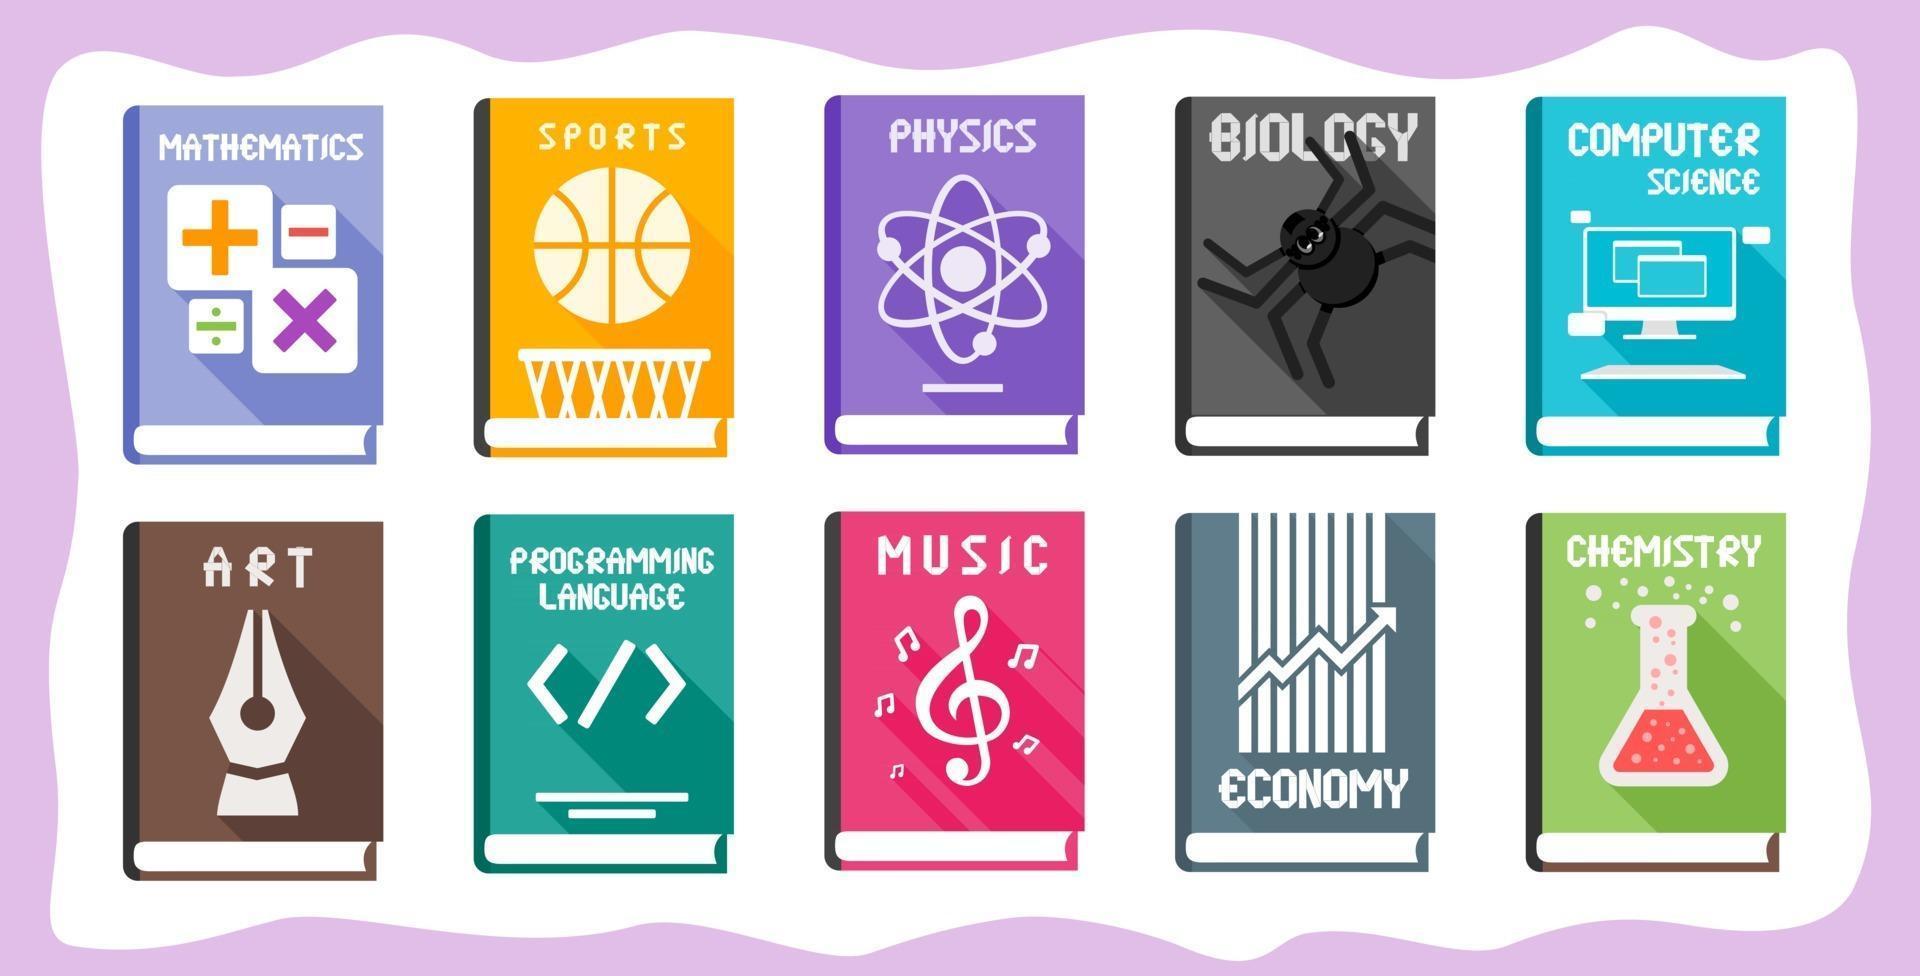 MATHEMATICS
SPORTS
PHYSICS
BIOLOGY
COMPUTER
SCIENCE
ART
PROGRAMMING
LANGUAGE
MUSIC
ECONOMY
CHEMISTRY